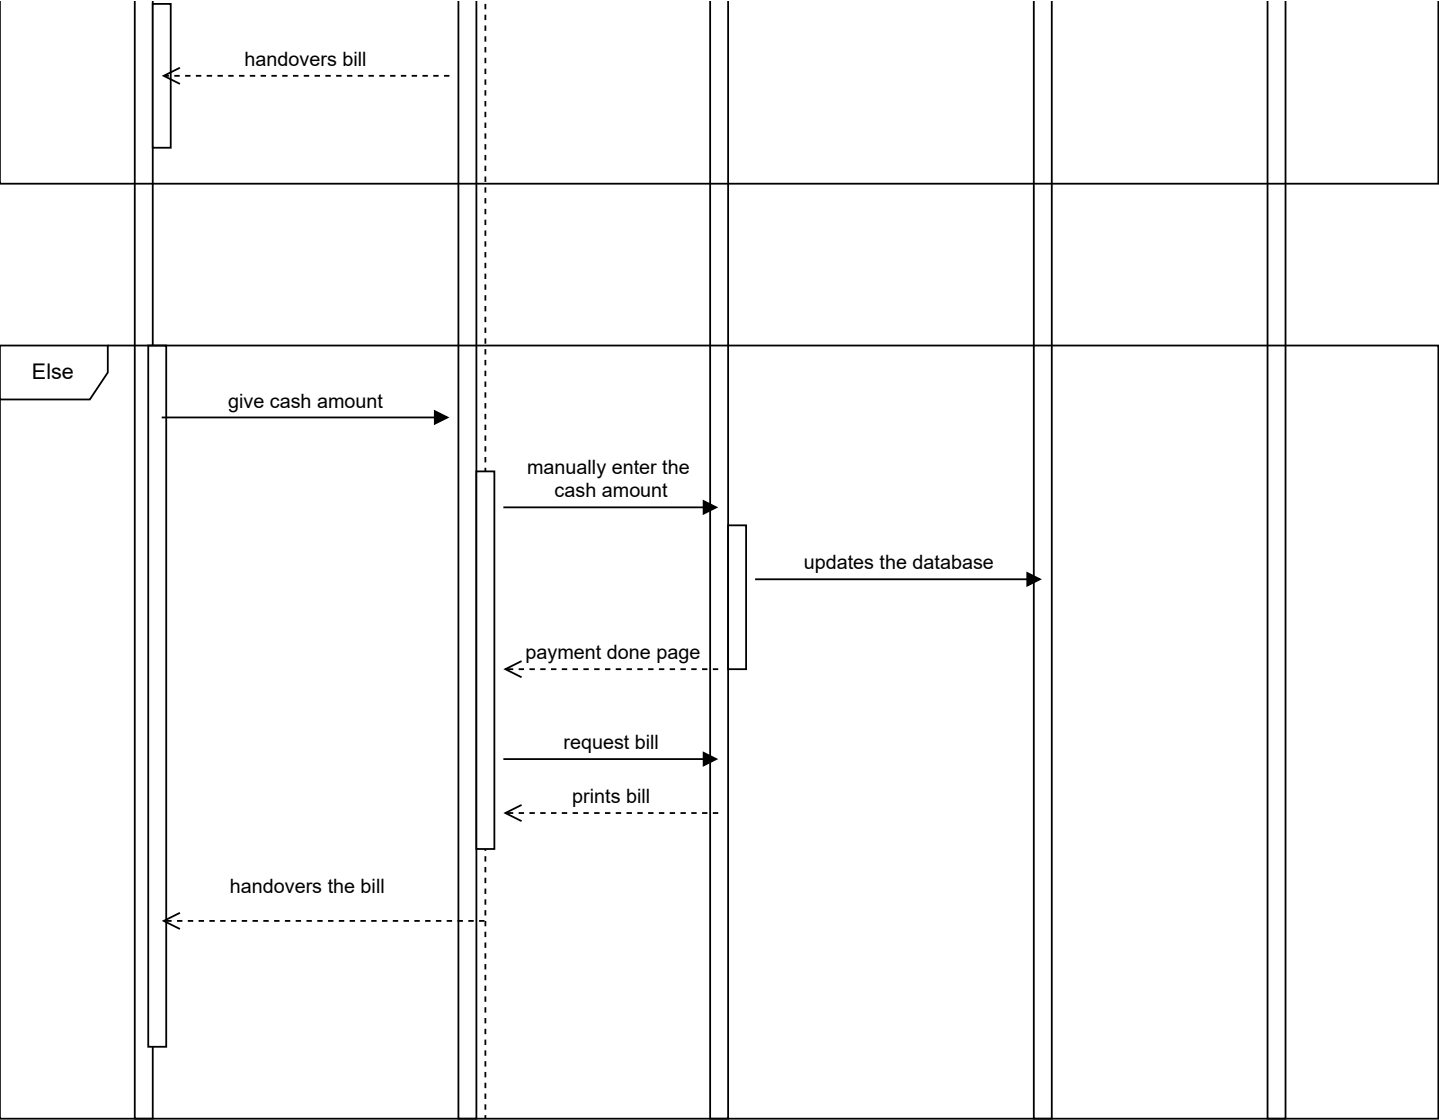 handovers bill
Else
give cash amount
manually enter the
cash amount
updates the database
payment done page
request bill
prints bill
handovers the bill